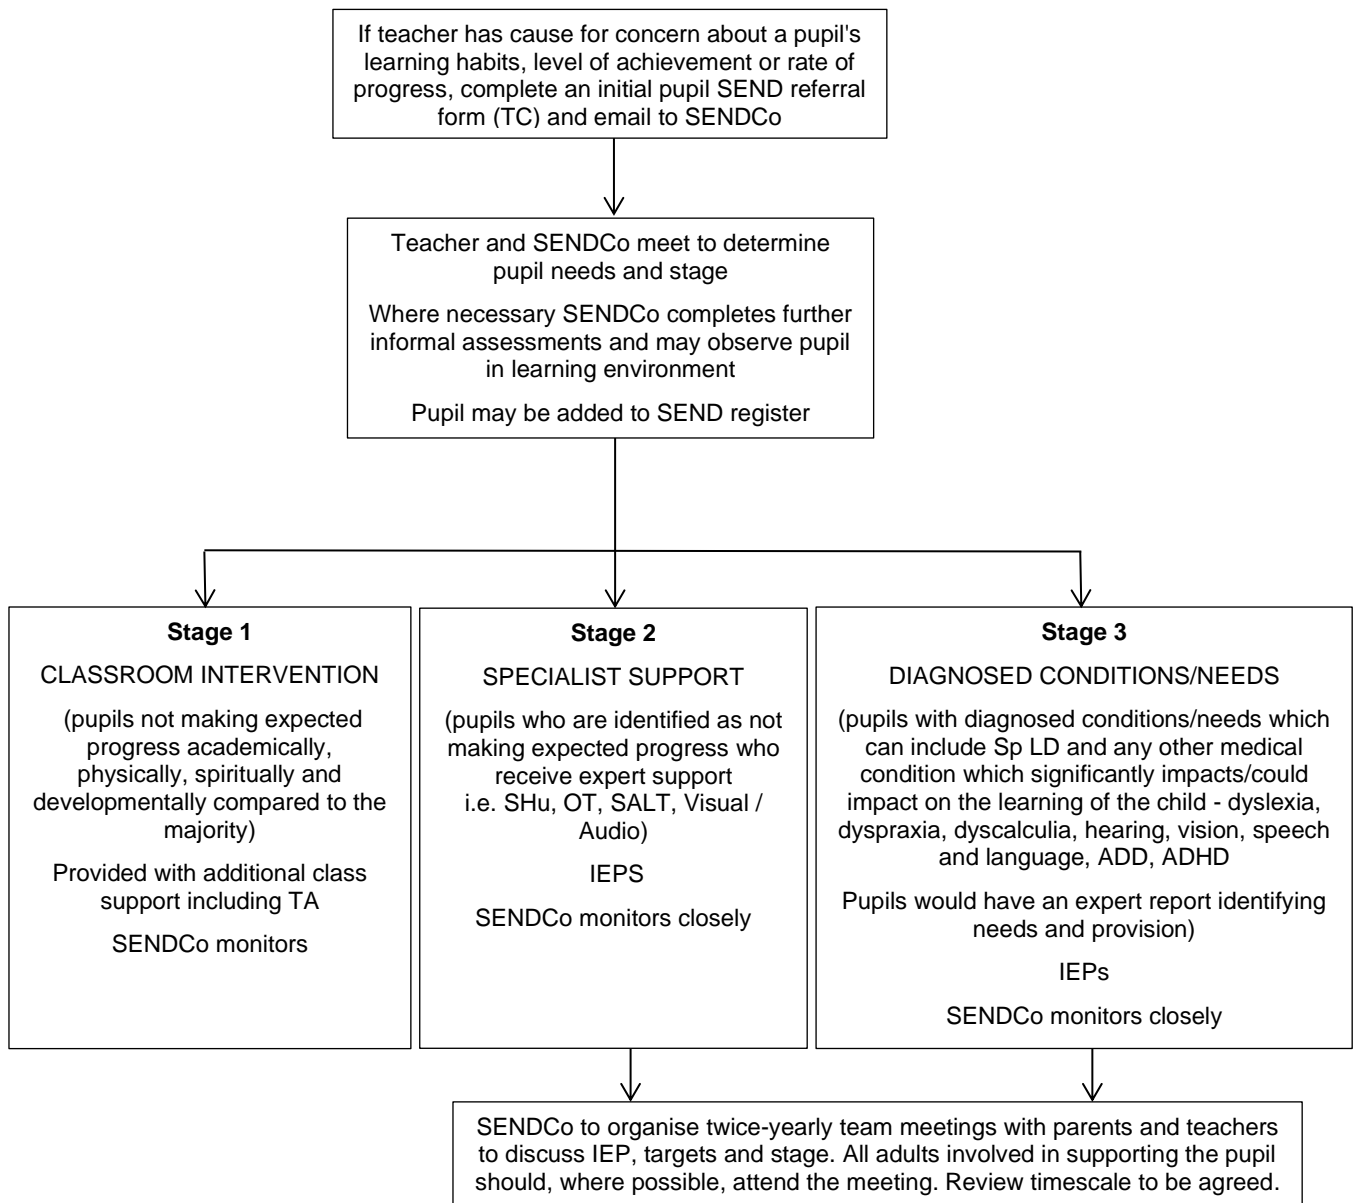 If teacher has cause for concern about a pupil's
learning habits, level of achievement or rate of
progress, complete an initial pupil SEND referral
form (TC) and email to SENDCo
Teacher and SENDCo meet to determine
pupil needs and stage
Where necessary SENDCo completes further
informal assessments and may observe pupil
in learning environment
Pupil may be added to SEND register
Stage 1
CLASSROOM INTERVENTION
(pupils not making expected
progress academically,
physically, spiritually and
developmentally compared to the
majority)
Provided with additional class
support including TA
SENDCo monitors
Stage 2
SPECIALIST SUPPORT
(pupils who are identified as not
making expected progress who
receive expert support
i.e. SHu, OT, SALT, Visual /
Audio)
IEPS
SENDCo monitors closely
Stage 3
DIAGNOSED CONDITIONS/NEEDS
(pupils with diagnosed conditions/needs which
can include Sp LD and any other medical
condition which significantly impacts/could
impact on the learning of the child - dyslexia,
dyspraxia, dyscalculia, hearing, vision, speech
and language, ADD, ADHD
Pupils would have an expert report identifying
needs and provision)
IEPs
SENDCo monitors closely
SENDCo to organise twice-yearly team meetings with parents and teachers
to discuss IEP, targets and stage. All adults involved in supporting the pupil
should, where possible, attend the meeting. Review timescale to be agreed.